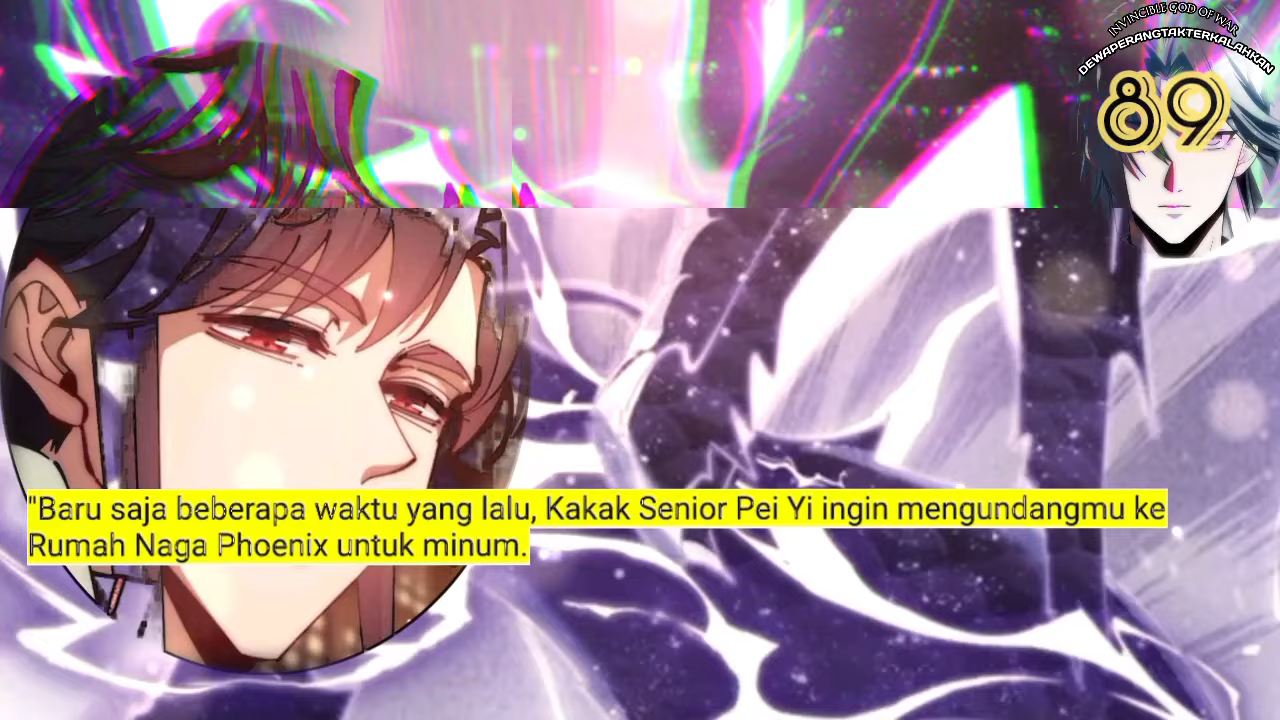 INVINCIBLE GOD OF WAR
DEWAPERANGTAKTERKALAHKAN
89
"Baru saja beberapa waktu yang lalu, Kakak Senior Pei Yi ingin mengundangmu ke
Rumah Naga Phoenix untuk minum.